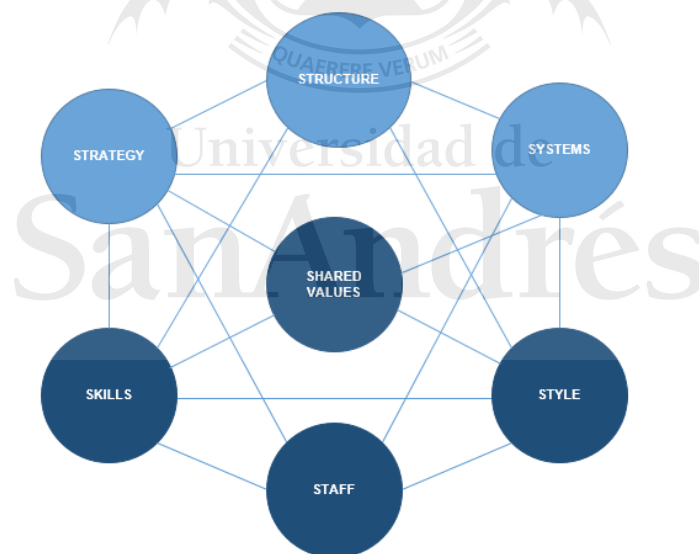 QUAERERE VERUM
STRUCTURE
STRATEGY
Universidad de
SYSTEMS
SanAndrés
SHARED
VALUES
SKILLS
STYLE
STAFF